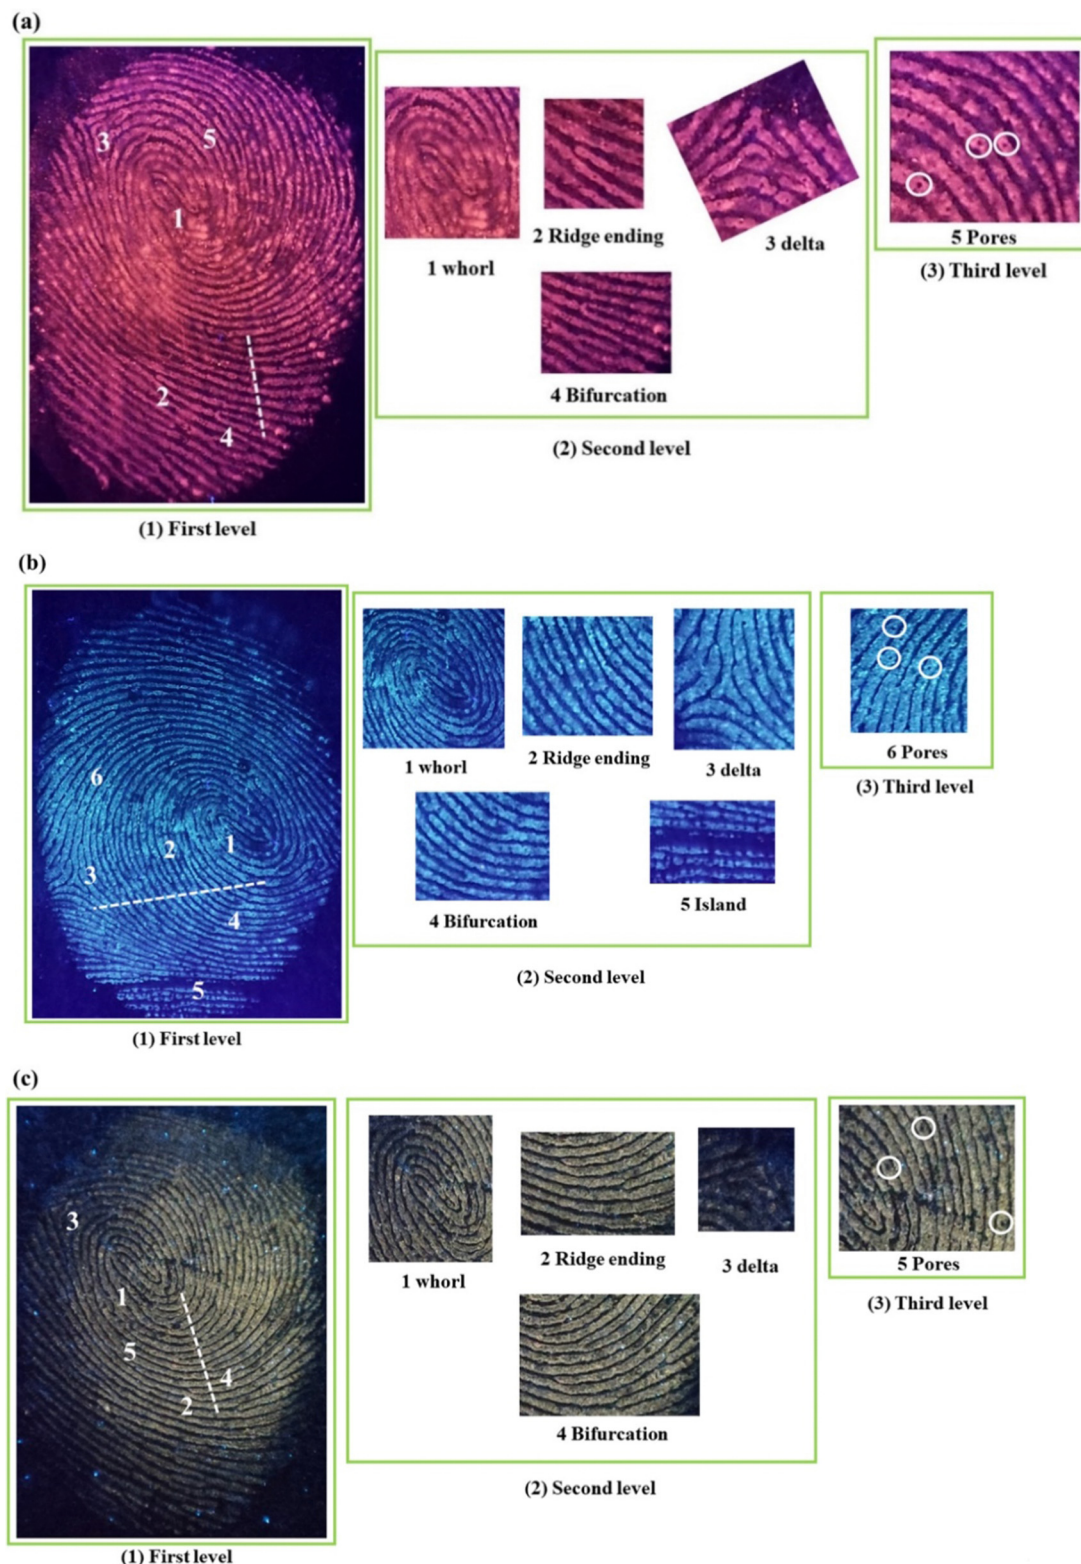 (a)
3
5
1
2
4
(1) First level
1 whorl
2 Ridge ending
3 delta
4 Bifurcation
(2) Second level
5 Pores
(3) Third level
(b)
6
2
1
3
4
5
(1) First level
1 whorl
2 Ridge ending
3 delta
4 Bifurcation
5 Island
(2) Second level
6 Pores
(3) Third level
(c)
3
1
5
4
2
(1) First level
1 whorl
2 Ridge ending
3 delta
4 Bifurcation
(2) Second level
5 Pores
(3) Third level